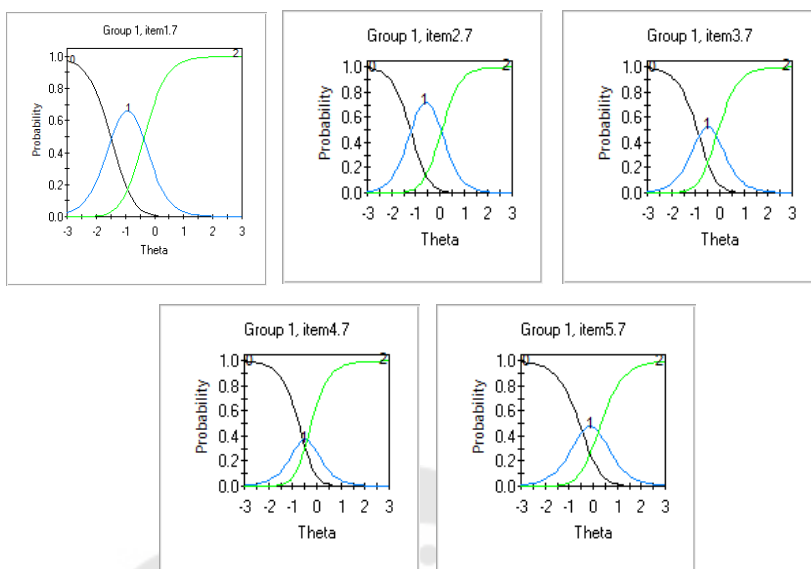 Group 1, item1.7
Probability
1.0
0.8
0.6
0.4
0.2
0.0
0
1
2
-3 -2 -1 0 1 2 3
Theta
Group 1, item2.7
Probability
1.0
0.8
0.6
0.4
0.2
0.0
0
1
2
-3 -2 -1 0 1 2 3
Theta
Group 1, item3.7
Probability
1.0
0.8
0.6
0.4
0.2
0.0
0
1
2
-3 -2 -1 0 1 2 3
Theta
Group 1, item4.7
Probability
1.0
0.8
0.6
0.4
0.2
0.0
0
1
2
-3 -2 -1 0 1 2 3
Theta
Group 1, item5.7
Probability
1.0
0.8
0.6
0.4
0.2
0.0
0
1
2
-3 -2 -1 0 1 2 3
Theta